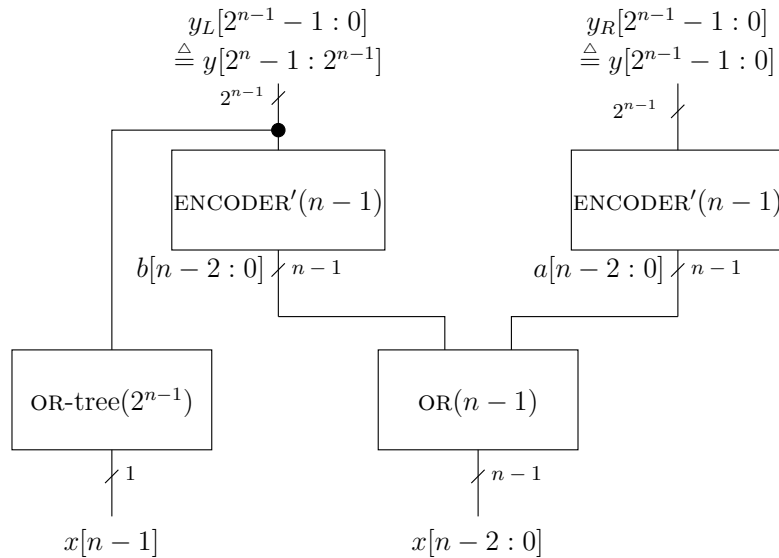 y_L[2^{n-1} − 1 : 0]
≜ y[2^n − 1 : 2^{n-1}]
y_R[2^{n-1} − 1 : 0]
≜ y[2^{n-1} − 1 : 0]
2^{n-1}
2^{n-1}
ENCODER′(n − 1)
ENCODER′(n − 1)
b[n − 2 : 0]
n − 1
a[n − 2 : 0]
n − 1
OR-tree(2^{n-1})
OR(n − 1)
1
n − 1
x[n − 1]
x[n − 2 : 0]